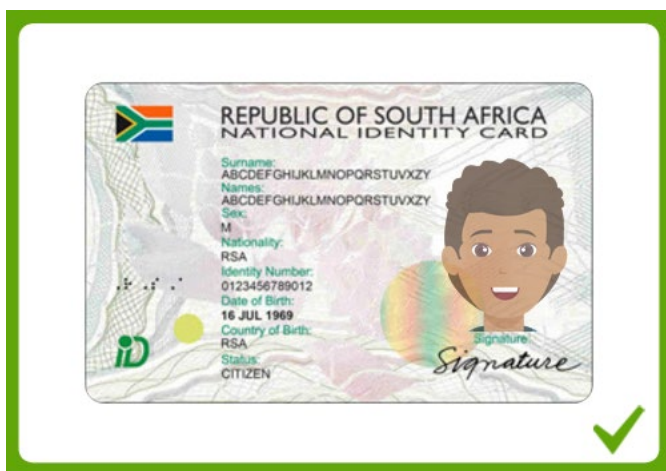 REPUBLIC OF SOUTH AFRICA
NATIONAL IDENTITY CARD
Surname:
ABCDEFGHIJKLMNOPQRSTUVXZY
Names:
ABCDEFGHIJKLMNOPQRSTUVXZY
Sex:
M
Nationality:
RSA
Identity Number:
0123456789012
Date of Birth:
16 JUL 1969
Country of Birth:
RSA
Status:
CITIZEN
Signature:
Signature
iD